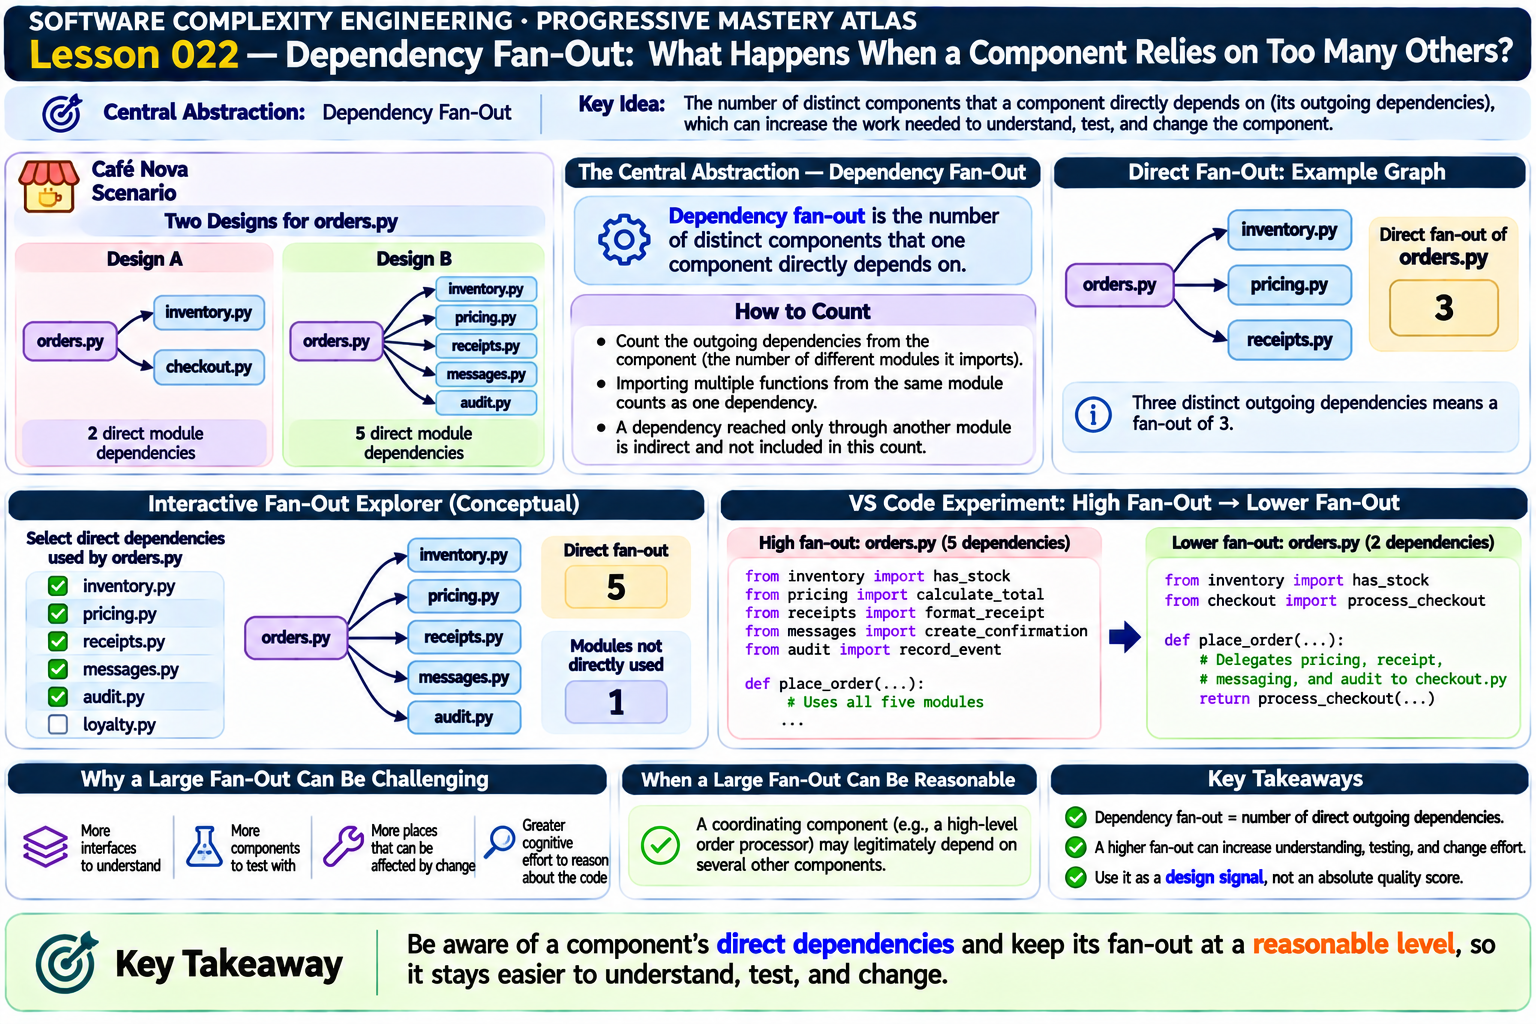 SOFTWARE COMPLEXITY ENGINEERING · PROGRESSIVE MASTERY ATLAS
Lesson 022 — Dependency Fan-Out: What Happens When a Component Relies on Too Many Others?
Central Abstraction: Dependency Fan-Out
Key Idea: The number of distinct components that a component directly depends on (its outgoing dependencies),
which can increase the work needed to understand, test, and change the component.
Café Nova
Scenario
Two Designs for orders.py
Design A
orders.py
inventory.py
checkout.py
2 direct module
dependencies
Design B
orders.py
inventory.py
pricing.py
receipts.py
messages.py
audit.py
5 direct module
dependencies
The Central Abstraction — Dependency Fan-Out
Dependency fan-out is the number
of distinct components that one
component directly depends on.
How to Count
• Count the outgoing dependencies from the
component (the number of different modules it imports).
• Importing multiple functions from the same module
counts as one dependency.
• A dependency reached only through another module
is indirect and not included in this count.
Direct Fan-Out: Example Graph
orders.py
inventory.py
pricing.py
receipts.py
Direct fan-out of
orders.py
3
Three distinct outgoing dependencies means a
fan-out of 3.
Interactive Fan-Out Explorer (Conceptual)
Select direct dependencies
used by orders.py
inventory.py
pricing.py
receipts.py
messages.py
audit.py
loyalty.py
orders.py
inventory.py
pricing.py
receipts.py
messages.py
audit.py
Direct fan-out
5
Modules not
directly used
1
VS Code Experiment: High Fan-Out → Lower Fan-Out
High fan-out: orders.py (5 dependencies)
from inventory import has_stock
from pricing import calculate_total
from receipts import format_receipt
from messages import create_confirmation
from audit import record_event
def place_order(...):
# Uses all five modules
...
Lower fan-out: orders.py (2 dependencies)
from inventory import has_stock
from checkout import process_checkout
def place_order(...):
# Delegates pricing, receipt,
# messaging, and audit to checkout.py
return process_checkout(...)
Why a Large Fan-Out Can Be Challenging
More
interfaces
to understand
More
components
to test with
More places
that can be
affected by change
Greater
cognitive
effort to reason
about the code
When a Large Fan-Out Can Be Reasonable
A coordinating component (e.g., a high-level
order processor) may legitimately depend on
several other components.
Key Takeaways
Dependency fan-out = number of direct outgoing dependencies.
A higher fan-out can increase understanding, testing, and change effort.
Use it as a design signal, not an absolute quality score.
Key Takeaway
Be aware of a component's direct dependencies and keep its fan-out at a reasonable level, so
it stays easier to understand, test, and change.